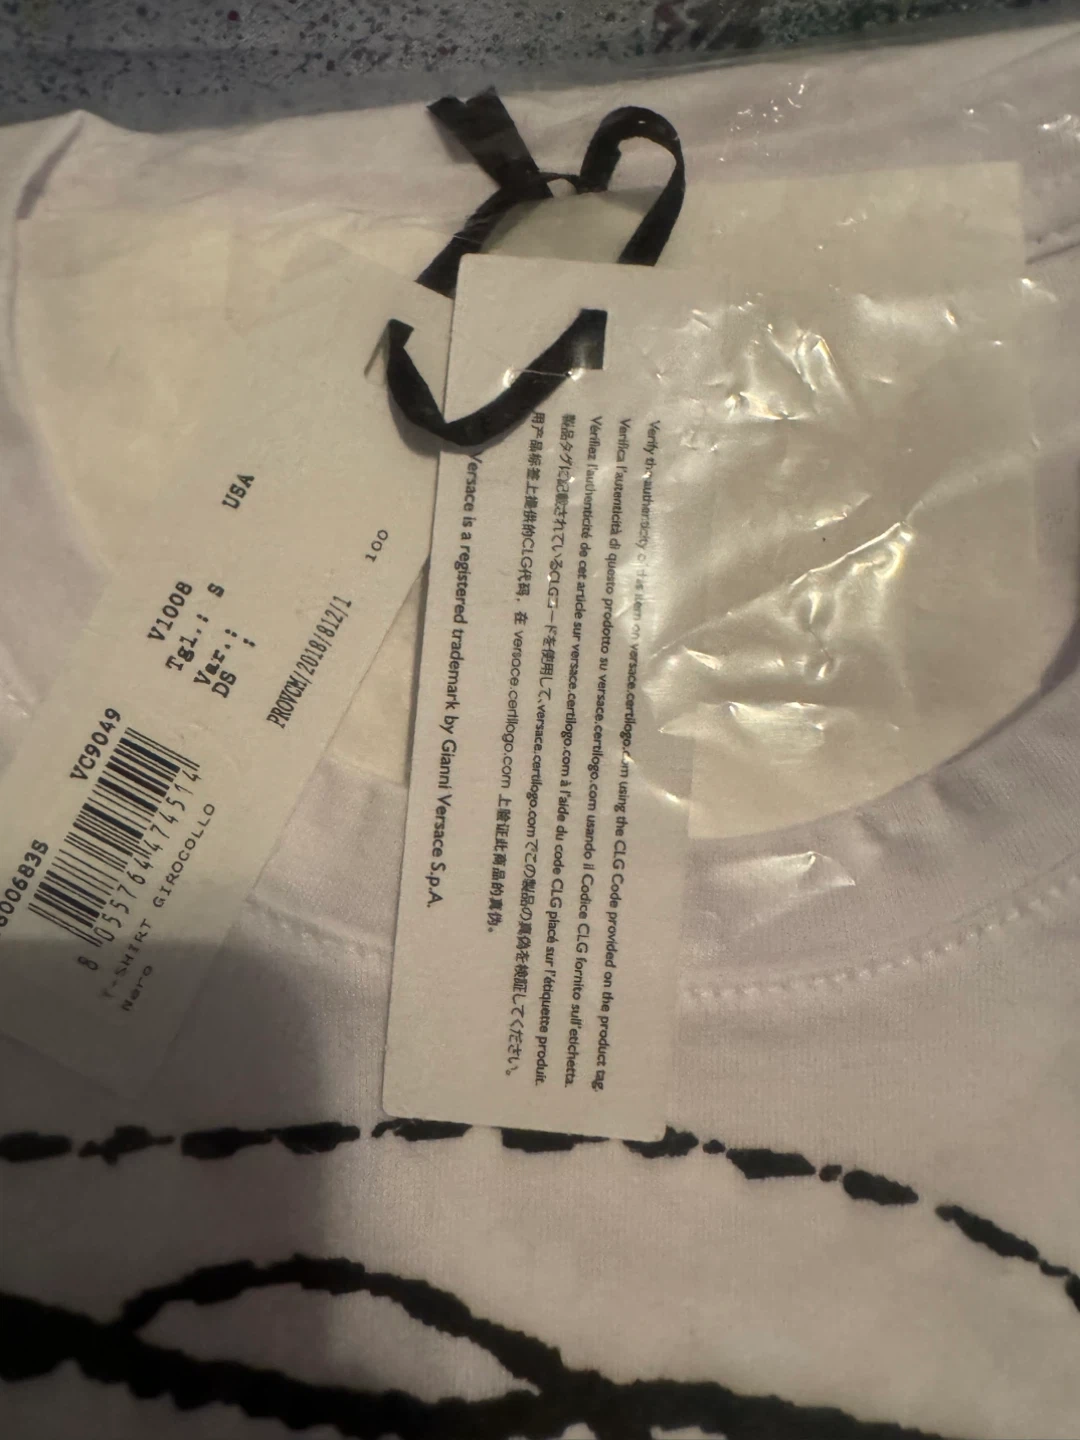 USA
V1008
Tgl.: S
Var.:
DS :
100
PROVCM/2018/812/1
VC9049
8 055764 474514
T-SHIRT GIROCOLLO
Nero
Verify the authenticity of this item on versace.certilogo.com using the CLG Code provided on the product tag.
Verifica l'autenticità di questo prodotto su versace.certilogo.com usando il Codice CLG fornito sull'etichetta.
Vérifiez l'authenticité de cet article sur versace.certilogo.com à l'aide du code CLG placé sur l'étiquette produit.
製品タグに記載されているCLGコードを使用して、versace.certilogo.comでこの製品の真偽を検証してください。
用产品标签上提供的CLG代码，在 versace.certilogo.com 上验证此商品的真伪。
Versace is a registered trademark by Gianni Versace S.p.A.